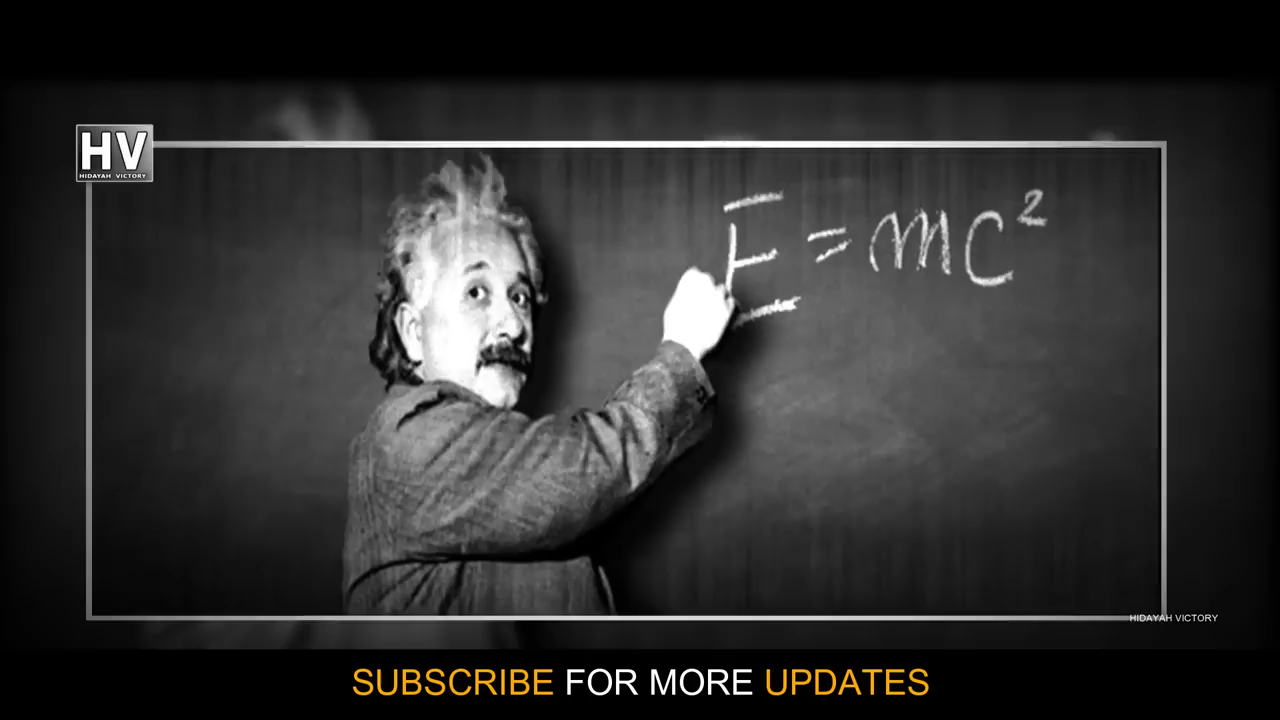 HV
HIDAYAH VICTORY
E = mc²
HIDAYAH VICTORY
SUBSCRIBE FOR MORE UPDATES